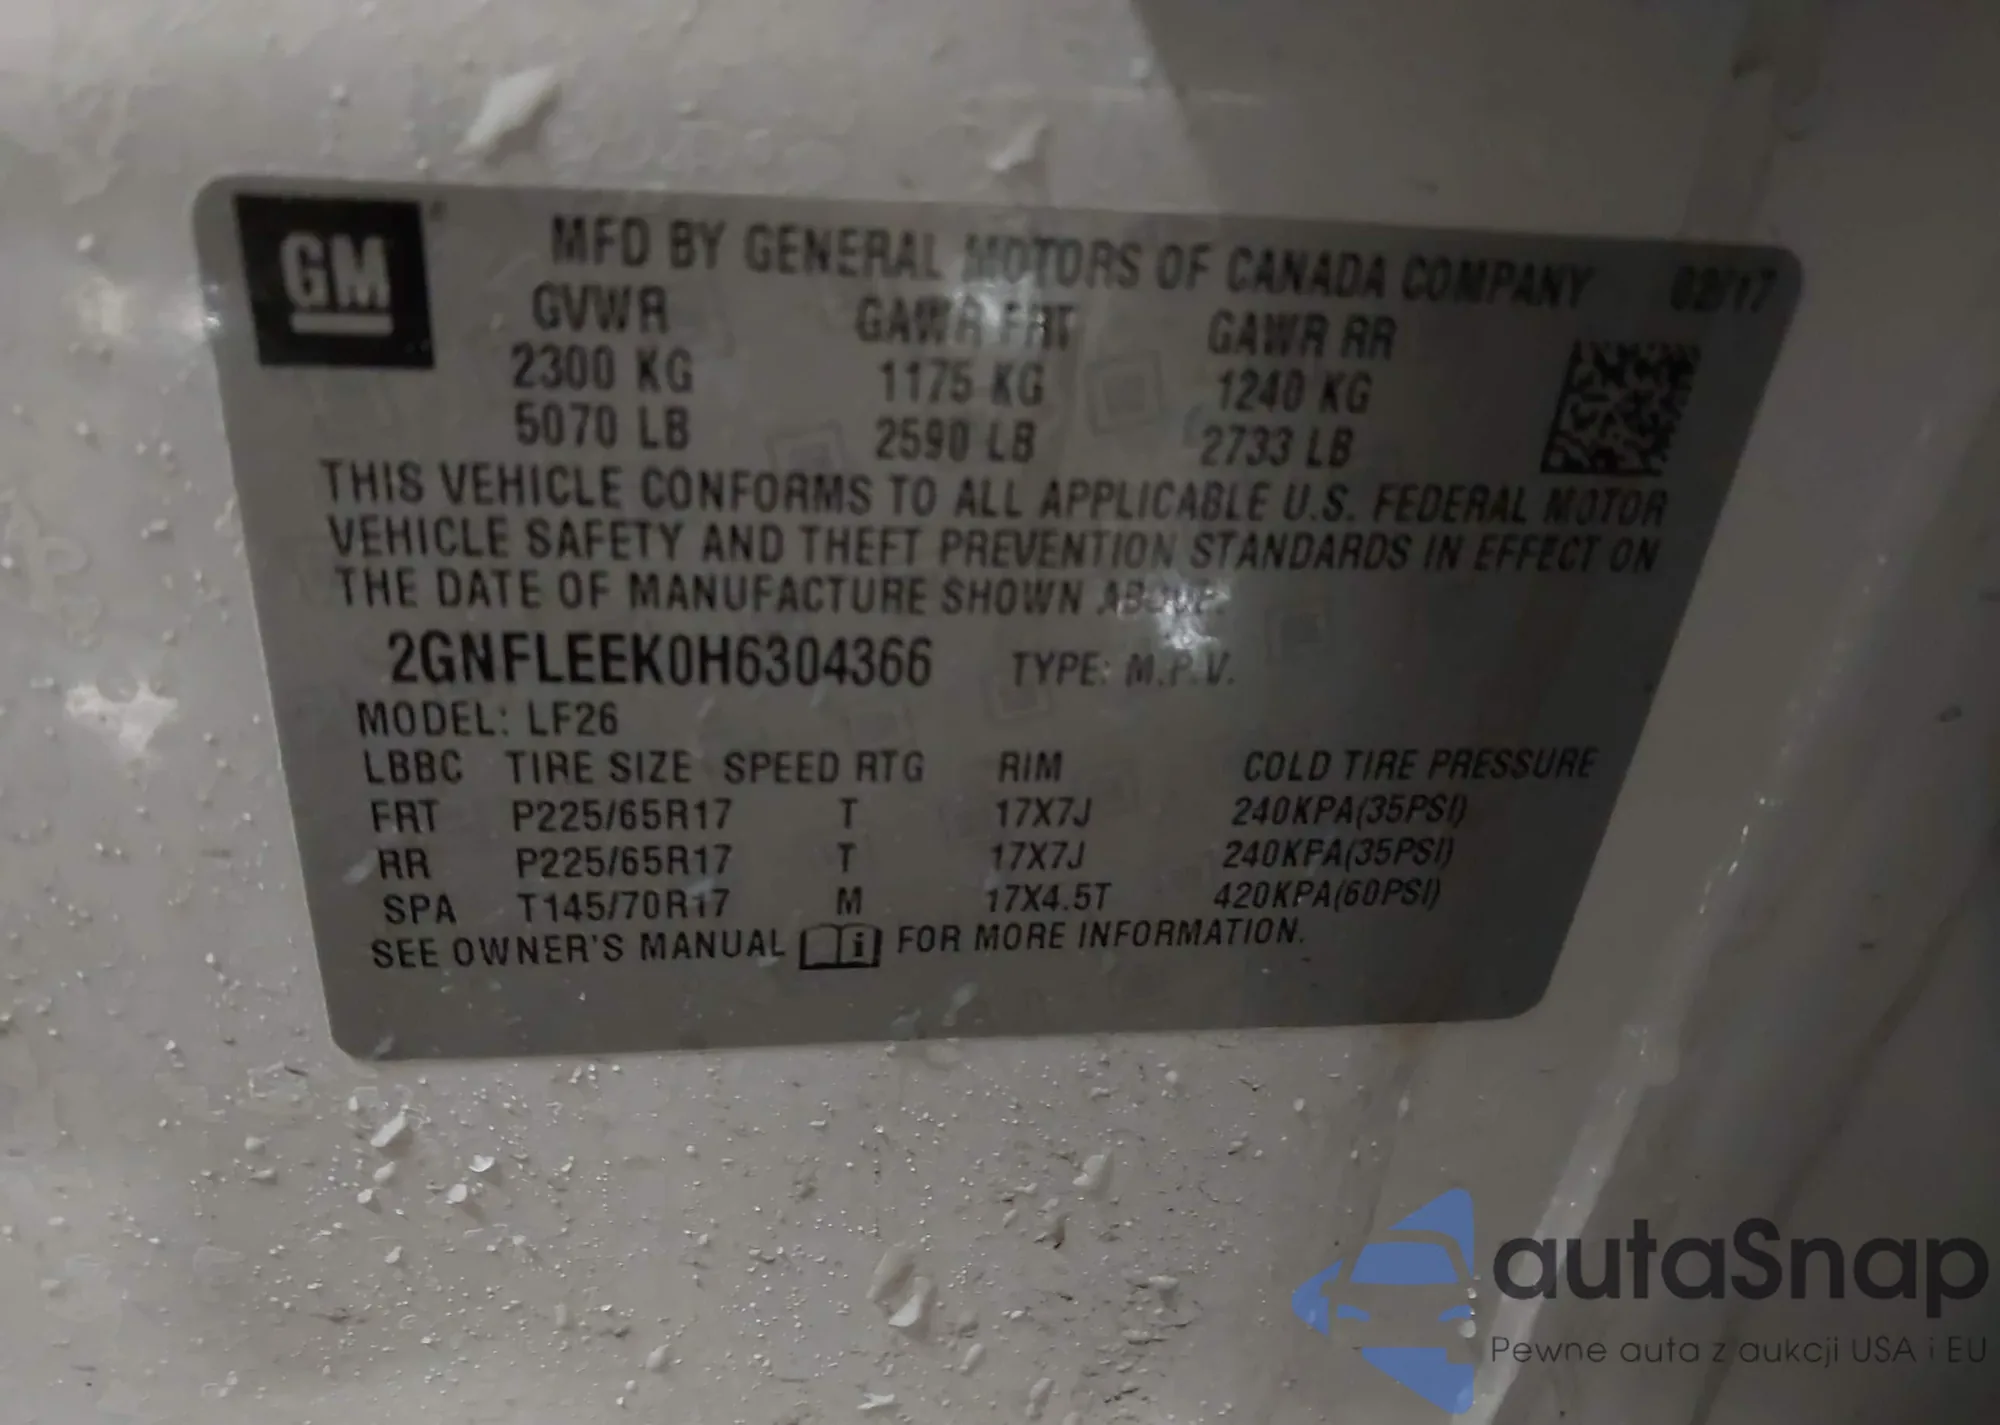 GM
MFD BY GENERAL MOTORS OF CANADA COMPANY 02/17
GVWR GAWR FRT GAWR RR
2300 KG 1175 KG 1240 KG
5070 LB 2590 LB 2733 LB
THIS VEHICLE CONFORMS TO ALL APPLICABLE U.S. FEDERAL MOTOR
VEHICLE SAFETY AND THEFT PREVENTION STANDARDS IN EFFECT ON
THE DATE OF MANUFACTURE SHOWN ABOVE.
2GNFLEEK0H6304366 TYPE: M.P.V.
MODEL: LF26
LBBC TIRE SIZE SPEED RTG RIM COLD TIRE PRESSURE
FRT P225/65R17 T 17X7J 240KPA(35PSI)
RR P225/65R17 T 17X7J 240KPA(35PSI)
SPA T145/70R17 M 17X4.5T 420KPA(60PSI)
SEE OWNER'S MANUAL i FOR MORE INFORMATION.
autaSnap
Pewne auta z aukcji USA i EU